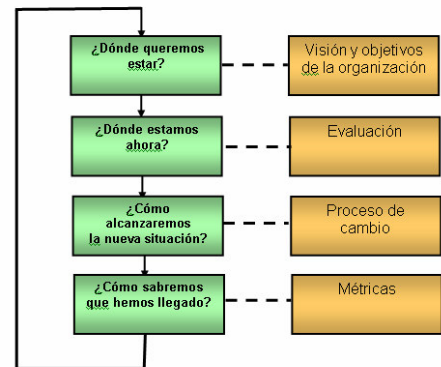 ¿Dónde queremos
estar?
Visión y objetivos
de la organización
¿Dónde estamos
ahora?
Evaluación
¿Cómo
alcanzaremos
la nueva situación?
Proceso de
cambio
¿Cómo sabremos
que hemos llegado?
Métricas